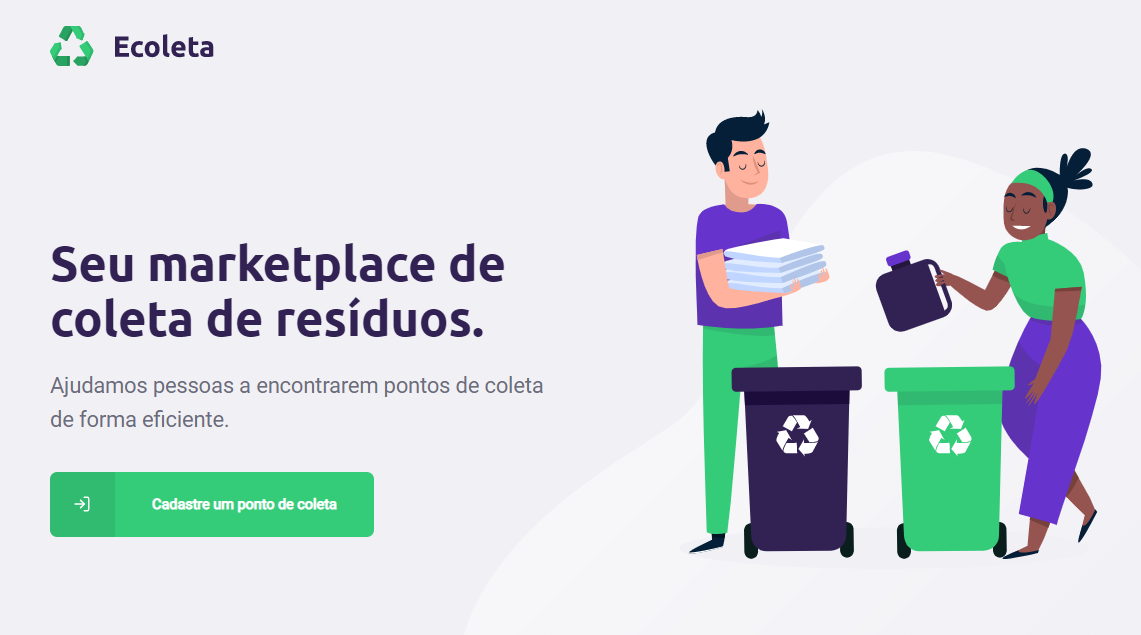 Ecoleta
Seu marketplace de
coleta de resíduos.
Ajudamos pessoas a encontrarem pontos de coleta
de forma eficiente.
Cadastre um ponto de coleta